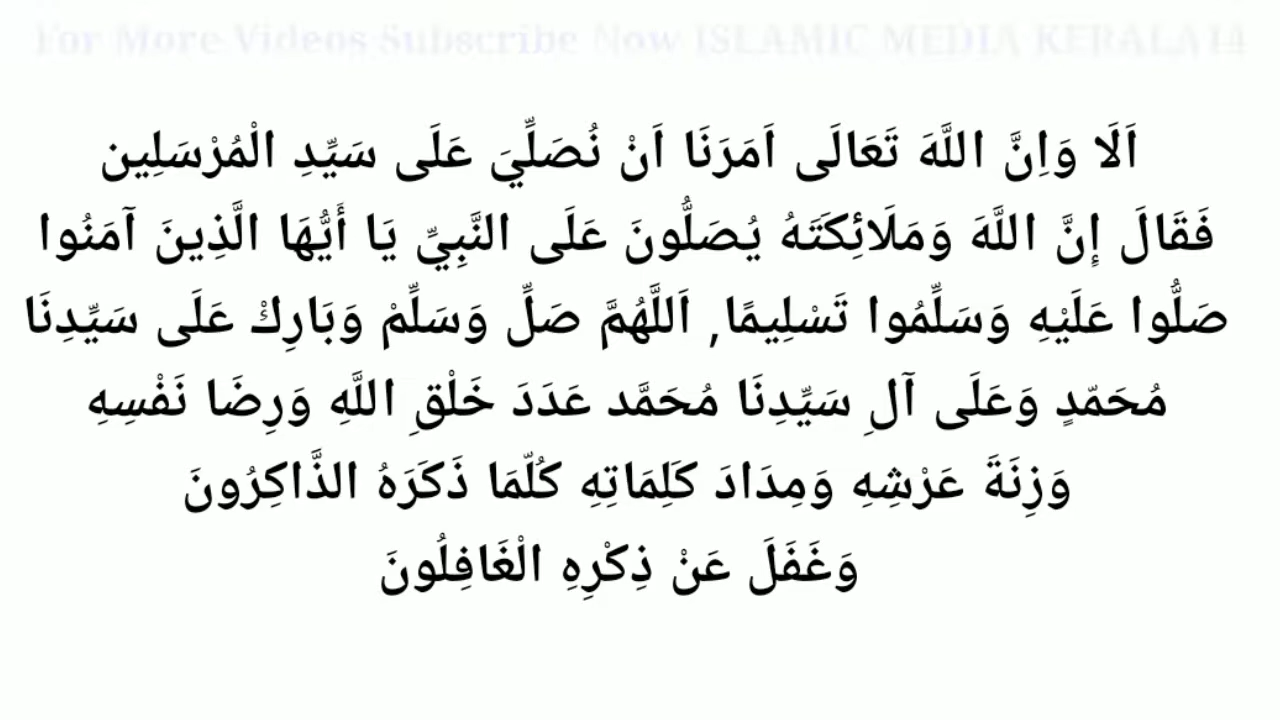 For More Videos Subscribe Now ISLAMIC MEDIA KERALA14
اَلَا وَاِنَّ اللَّهَ تَعَالَى اَمَرَنَا اَنْ نُصَلِّيَ عَلَى سَيِّدِ الْمُرْسَلِين
فَقَالَ إِنَّ اللَّهَ وَمَلَائِكَتَهُ يُصَلُّونَ عَلَى النَّبِيِّ يَا أَيُّهَا الَّذِينَ آمَنُوا
صَلُّوا عَلَيْهِ وَسَلِّمُوا تَسْلِيمًا, اَللَّهُمَّ صَلِّ وَسَلِّمْ وَبَارِكْ عَلَى سَيِّدِنَا
مُحَمّدٍ وَعَلَى آلِ سَيِّدِنَا مُحَمَّد عَدَدَ خَلْقِ اللَّهِ وَرِضَا نَفْسِهِ
وَزِنَةَ عَرْشِهِ وَمِدَادَ كَلِمَاتِهِ كُلّمَا ذَكَرَهُ الذَّاكِرُونَ
وَغَفَلَ عَنْ ذِكْرِهِ الْغَافِلُونَ